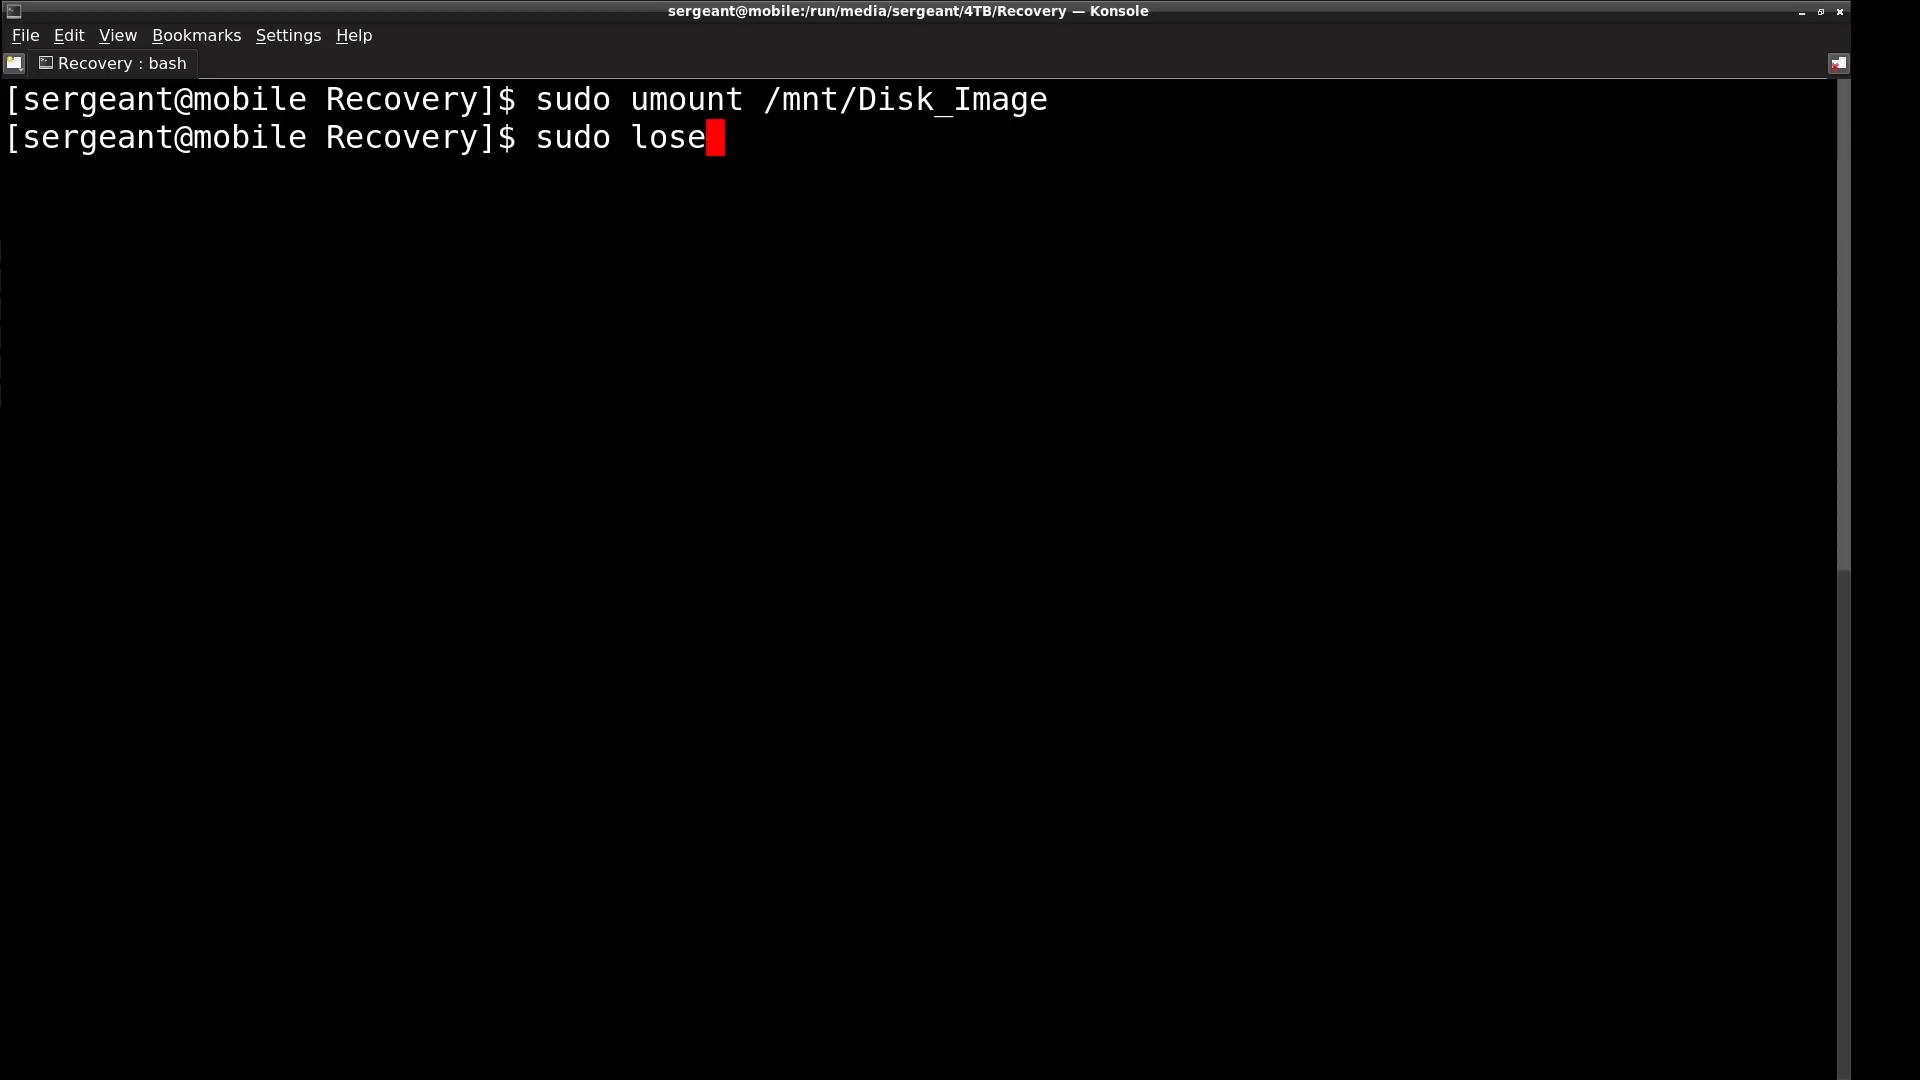 sergeant@mobile:/run/media/sergeant/4TB/Recovery — Konsole
File Edit View Bookmarks Settings Help
Recovery : bash
[sergeant@mobile Recovery]$ sudo umount /mnt/Disk_Image
[sergeant@mobile Recovery]$ sudo lose